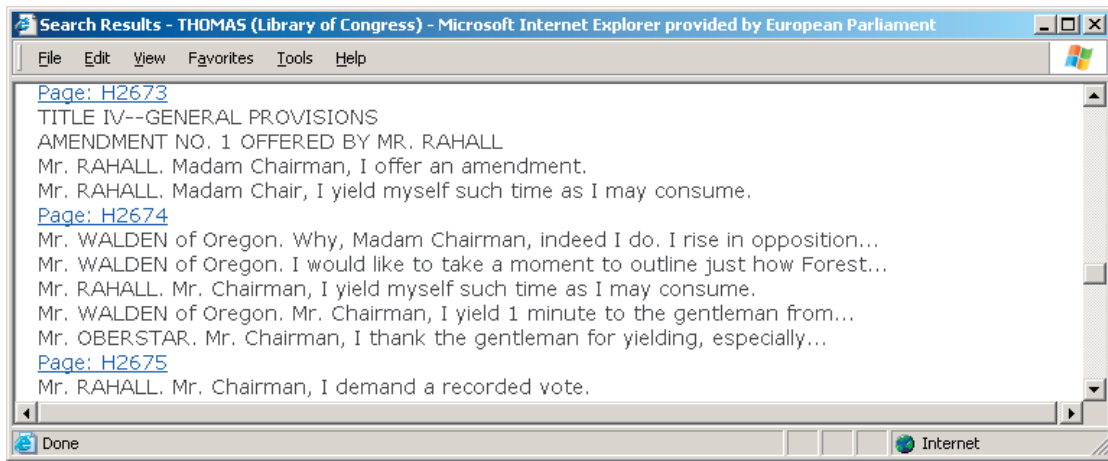 Search Results - THOMAS (Library of Congress) - Microsoft Internet Explorer provided by European Parliament
File Edit View Favorites Tools Help
Page: H2673
TITLE IV--GENERAL PROVISIONS
AMENDMENT NO. 1 OFFERED BY MR. RAHALL
Mr. RAHALL. Madam Chairman, I offer an amendment.
Mr. RAHALL. Madam Chair, I yield myself such time as I may consume.
Page: H2674
Mr. WALDEN of Oregon. Why, Madam Chairman, indeed I do. I rise in opposition...
Mr. WALDEN of Oregon. I would like to take a moment to outline just how Forest...
Mr. RAHALL. Mr. Chairman, I yield myself such time as I may consume.
Mr. WALDEN of Oregon. Mr. Chairman, I yield 1 minute to the gentleman from...
Mr. OBERSTAR. Mr. Chairman, I thank the gentleman for yielding, especially...
Page: H2675
Mr. RAHALL. Mr. Chairman, I demand a recorded vote.
Done Internet